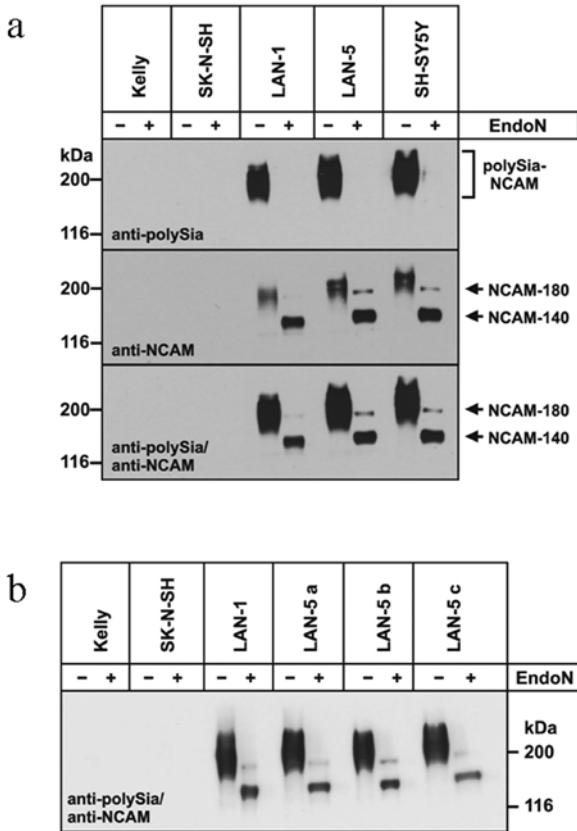 a
Kelly
SK-N-SH
LAN-1
LAN-5
SH-SY5Y
– + – + – + – + – + EndoN
kDa
200
116
anti-polySia
polySia-
NCAM
200
116
anti-NCAM
NCAM-180
NCAM-140
200
116
anti-polySia/
anti-NCAM
NCAM-180
NCAM-140
b
Kelly
SK-N-SH
LAN-1
LAN-5 a
LAN-5 b
LAN-5 c
– + – + – + – + – + – + EndoN
kDa
200
116
anti-polySia/
anti-NCAM